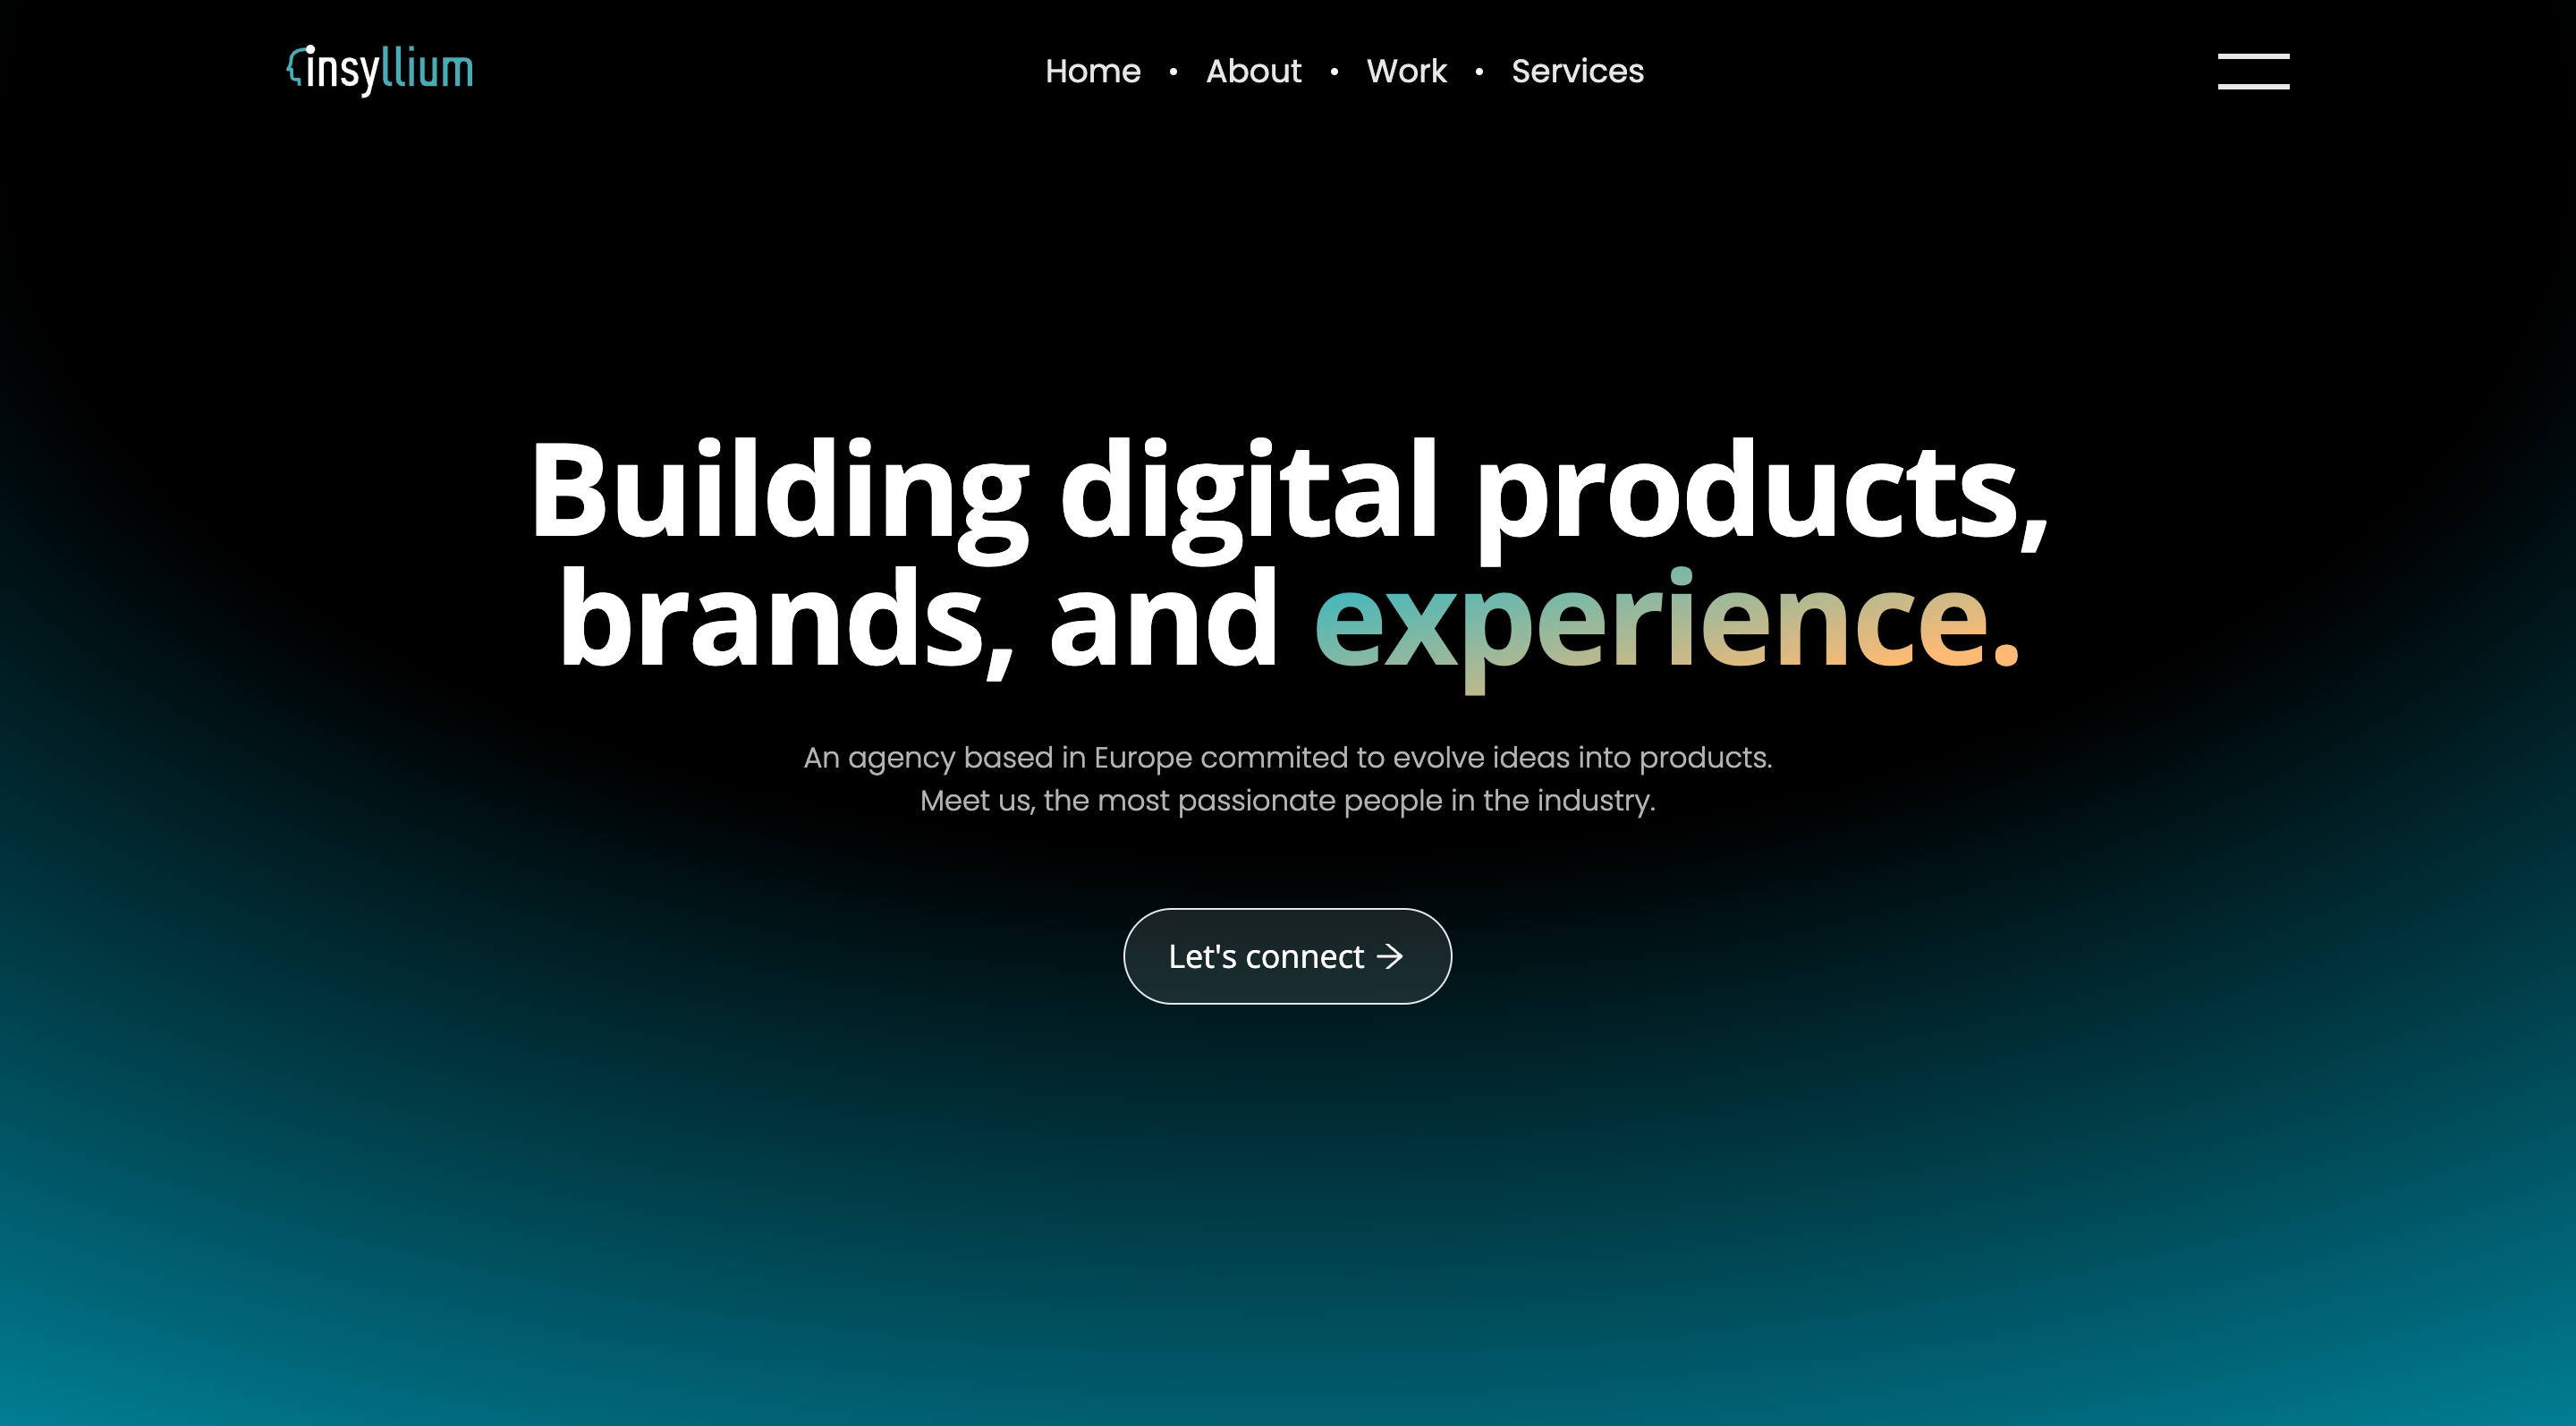 insyllium
Home • About • Work • Services
Building digital products,
brands, and experience.
An agency based in Europe commited to evolve ideas into products.
Meet us, the most passionate people in the industry.
Let's connect →